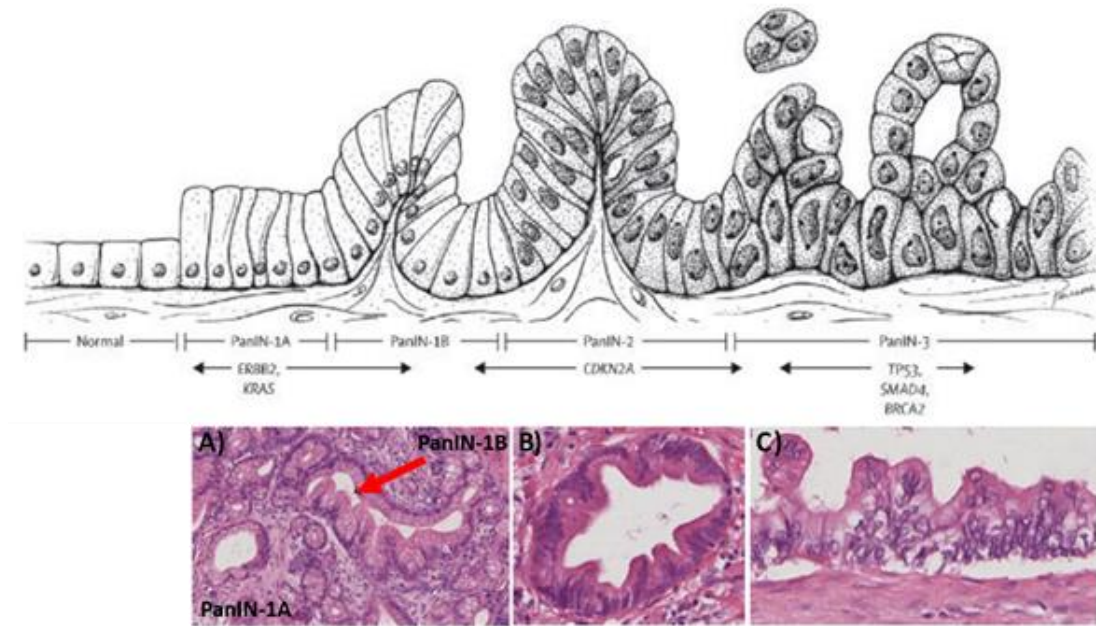 Normal PanIN-1A PanIN-1B PanIN-2 PanIN-3
ERBB2,
KRAS
CDKN2A
TP53,
SMAD4,
BRCA2
A) PanIN-1B
PanIN-1A
B)
C)